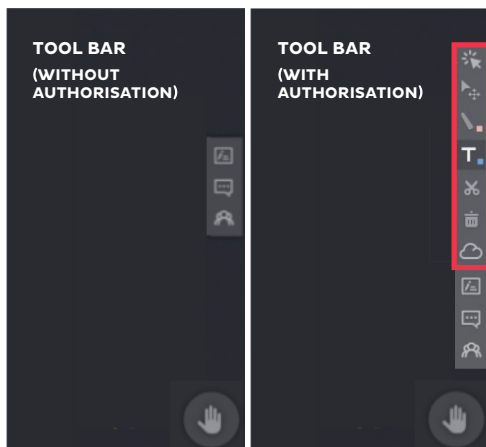 TOOL BAR
(WITHOUT
AUTHORISATION)
TOOL BAR
(WITH
AUTHORISATION)
T